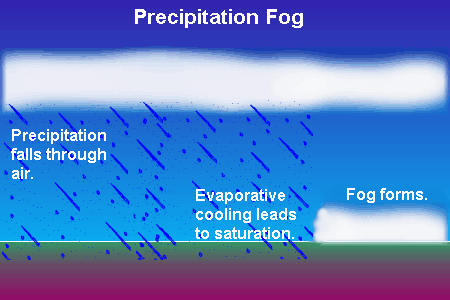 Precipitation Fog
Precipitation
falls through
air.
Evaporative
cooling leads
to saturation.
Fog forms.